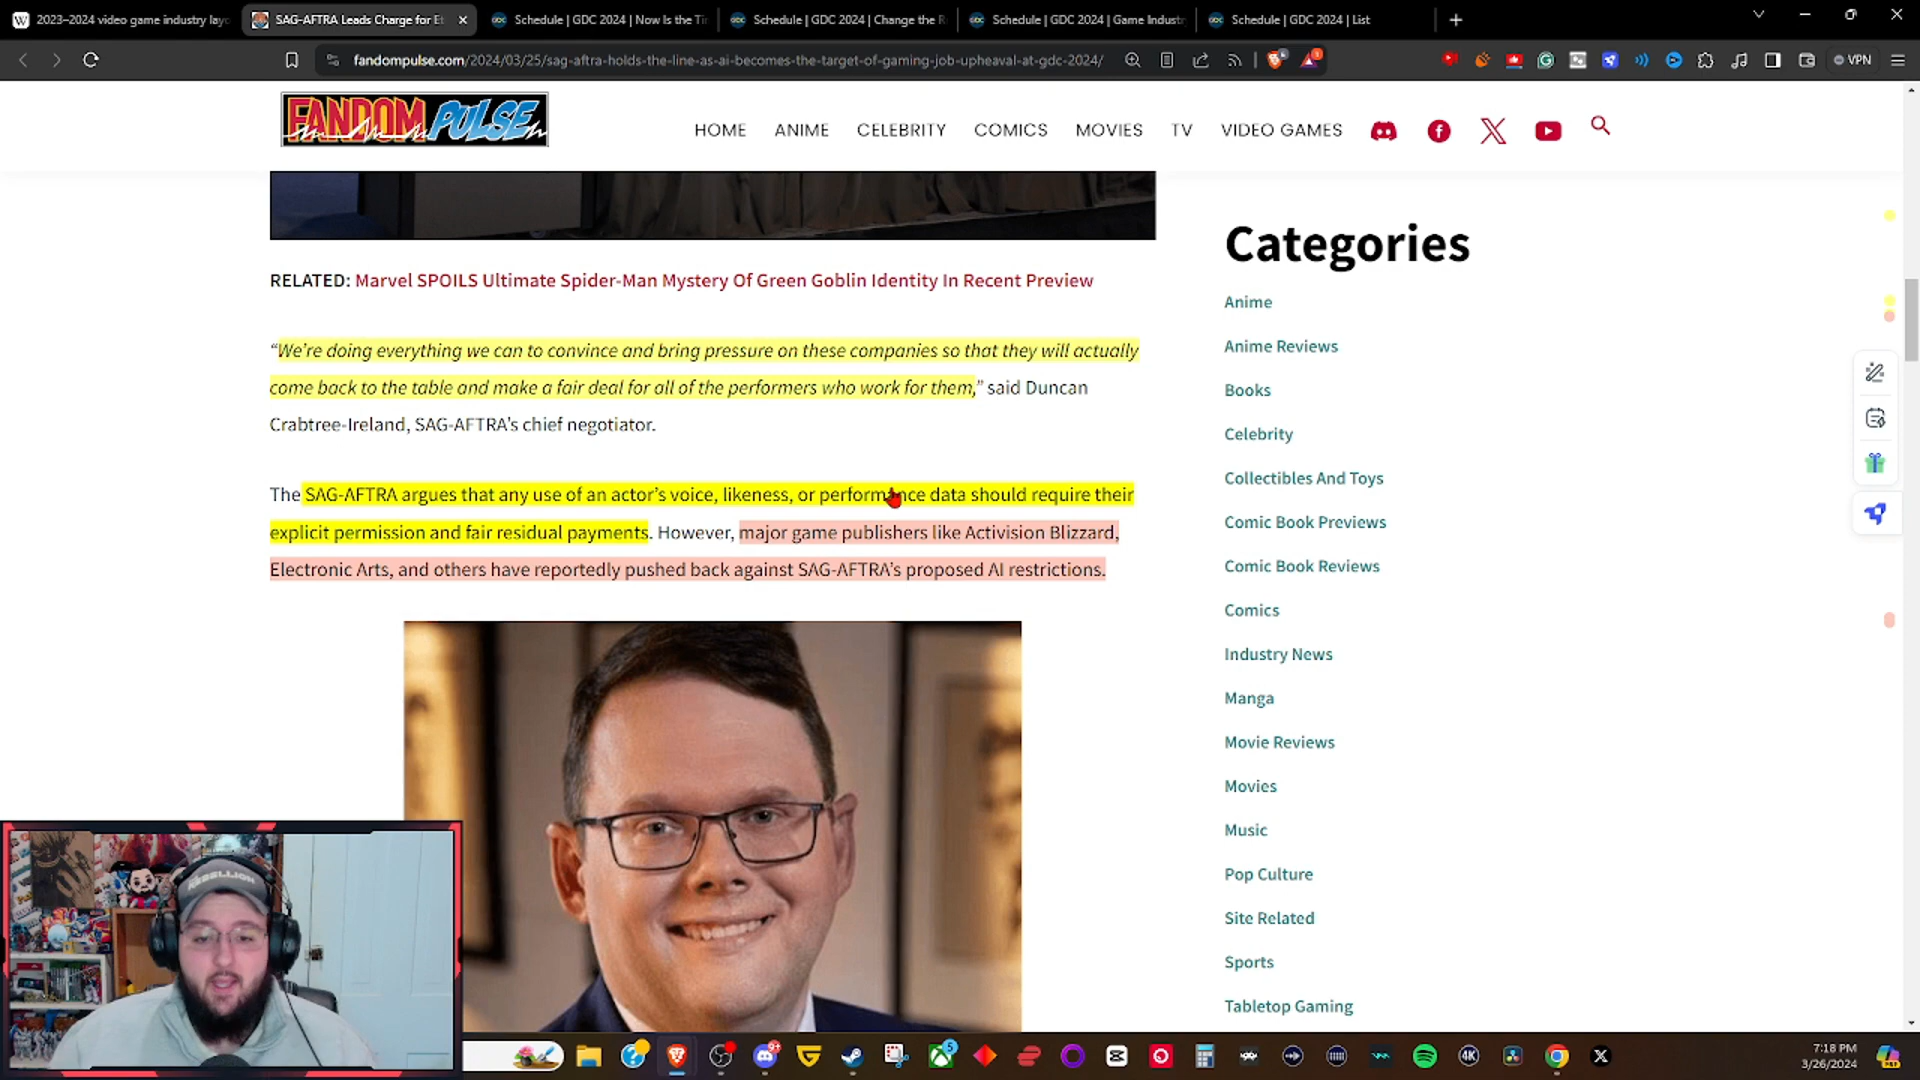 2023–2024 video game industry layo
SAG-AFTRA Leads Charge for Et
Schedule | GDC 2024 | Now Is the Ti
Schedule | GDC 2024 | Change the R
Schedule | GDC 2024 | Game Industr
Schedule | GDC 2024 | List
fandompulse.com/2024/03/25/sag-aftra-holds-the-line-as-ai-becomes-the-target-of-gaming-job-upheaval-at-gdc-2024/
VPN
FANDOM PULSE
HOME
ANIME
CELEBRITY
COMICS
MOVIES
TV
VIDEO GAMES
RELATED: Marvel SPOILS Ultimate Spider-Man Mystery Of Green Goblin Identity In Recent Preview
“We’re doing everything we can to convince and bring pressure on these companies so that they will actually
come back to the table and make a fair deal for all of the performers who work for them,” said Duncan
Crabtree-Ireland, SAG-AFTRA’s chief negotiator.
The SAG-AFTRA argues that any use of an actor’s voice, likeness, or performance data should require their
explicit permission and fair residual payments. However, major game publishers like Activision Blizzard,
Electronic Arts, and others have reportedly pushed back against SAG-AFTRA’s proposed AI restrictions.
Categories
Anime
Anime Reviews
Books
Celebrity
Collectibles And Toys
Comic Book Previews
Comic Book Reviews
Comics
Industry News
Manga
Movie Reviews
Movies
Music
Pop Culture
Site Related
Sports
Tabletop Gaming
REBELLION
7:18 PM
3/26/2024